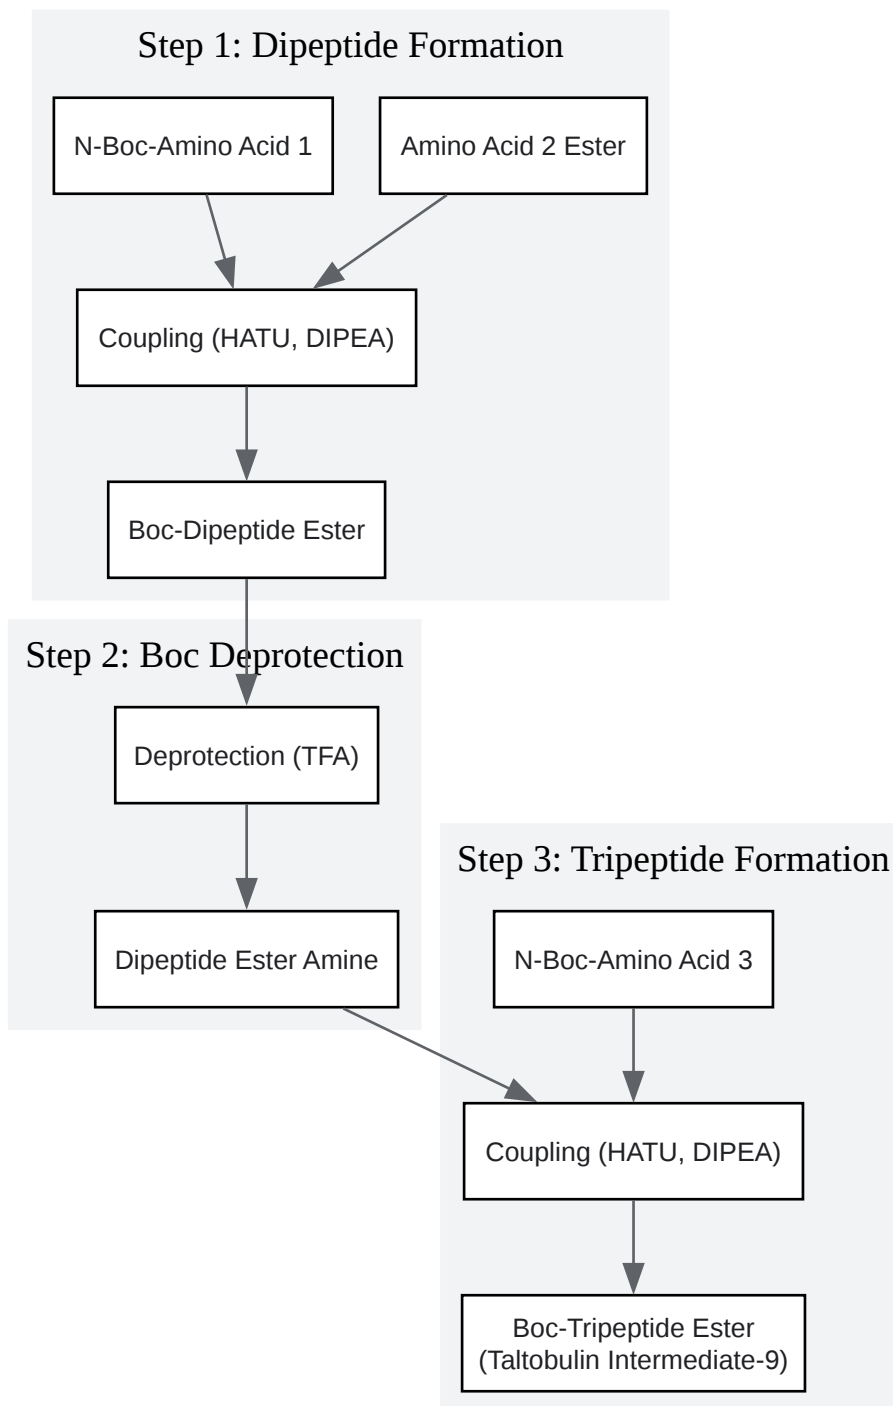 Step 1: Dipeptide Formation
N-Boc-Amino Acid 1
Amino Acid 2 Ester
Coupling (HATU, DIPEA)
Boc-Dipeptide Ester
Step 2: Boc Deprotection
Deprotection (TFA)
Dipeptide Ester Amine
Step 3: Tripeptide Formation
N-Boc-Amino Acid 3
Coupling (HATU, DIPEA)
Boc-Tripeptide Ester
(Taltobulin Intermediate-9)